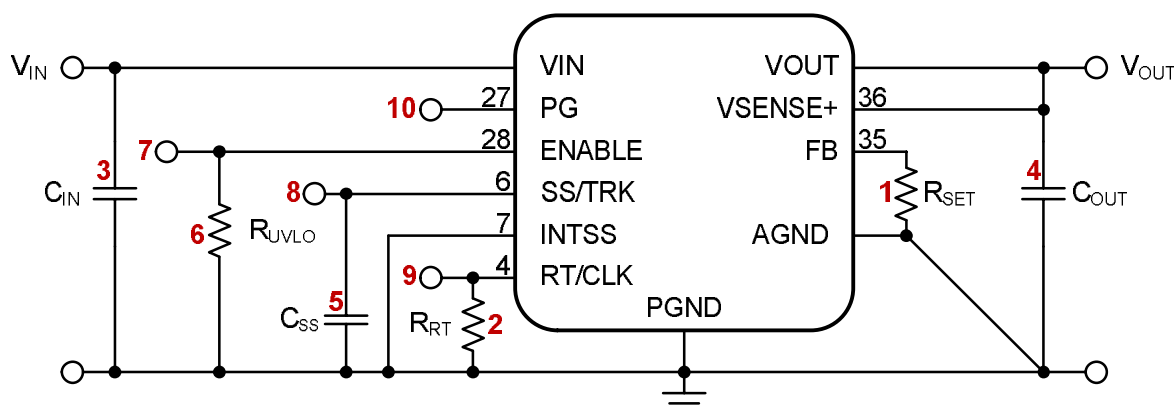 VIN
VIN
VOUT
VOUT
10
27
PG
VSENSE+
36
7
28
ENABLE
FB
35
3
CIN
8
6
SS/TRK
1
RSET
4
COUT
6
RUVLO
7
INTSS
AGND
9
4
RT/CLK
5
CSS
RRT
2
PGND